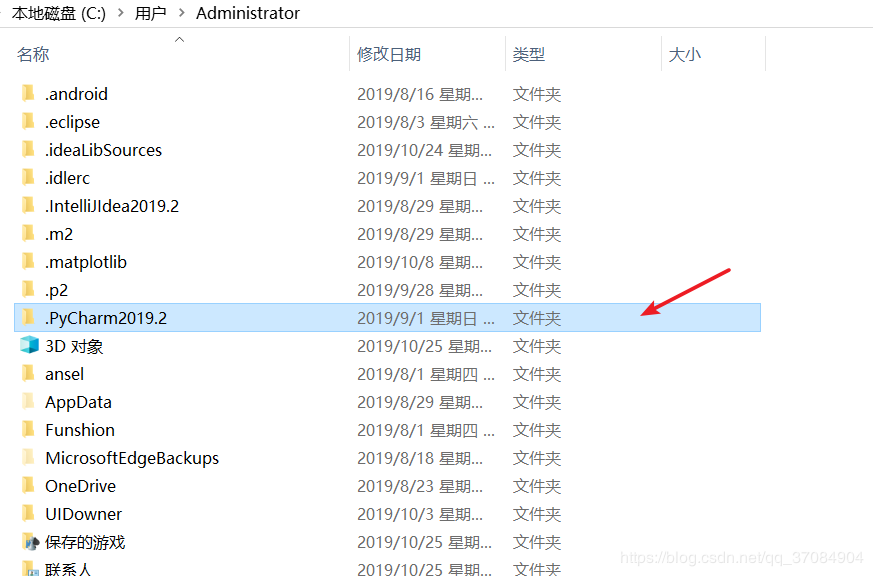 本地磁盘 (C:) > 用户 > Administrator
名称 修改日期 类型 大小
.android 2019/8/16 星期... 文件夹
.eclipse 2019/8/3 星期六 ... 文件夹
.ideaLibSources 2019/10/24 星期... 文件夹
.idlerc 2019/9/1 星期日 ... 文件夹
.IntelliJIdea2019.2 2019/8/29 星期... 文件夹
.m2 2019/8/29 星期... 文件夹
.matplotlib 2019/10/8 星期... 文件夹
.p2 2019/9/28 星期... 文件夹
.PyCharm2019.2 2019/9/1 星期日 ... 文件夹
3D 对象 2019/10/25 星期... 文件夹
ansel 2019/8/1 星期四 ... 文件夹
AppData 2019/8/29 星期... 文件夹
Funshion 2019/8/1 星期四 ... 文件夹
MicrosoftEdgeBackups 2019/8/18 星期... 文件夹
OneDrive 2019/8/23 星期... 文件夹
UIDowner 2019/10/3 星期... 文件夹
保存的游戏 2019/10/25 星期... 文件夹
联系人 2019/10/25 星期... 文件夹
https://blog.csdn.net/qq_37084904